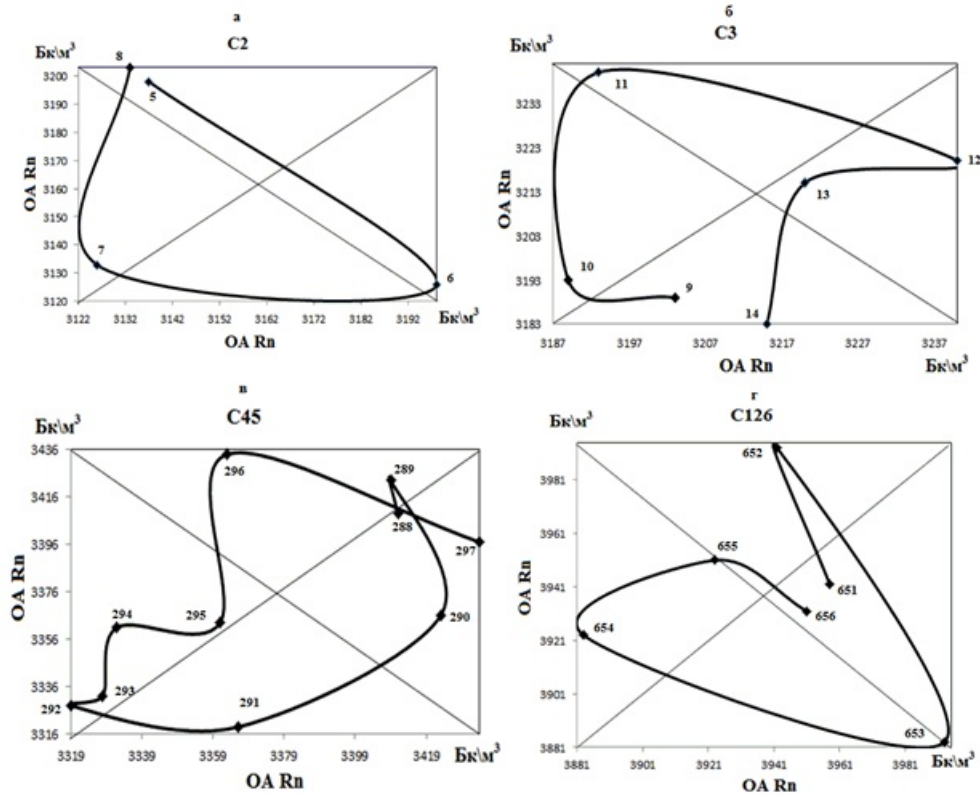 а
С2
Бк\м³
8
5
7
6
3200
3190
3180
3170
3160
3150
3140
3130
3120
3122 3132 3142 3152 3162 3172 3182 3192
Бк\м³
OA Rn
OA Rn
б
С3
Бк\м³
11
12
13
10
9
14
3233
3223
3213
3203
3193
3183
3187 3197 3207 3217 3227 3237
Бк\м³
OA Rn
OA Rn
в
С45
Бк\м³
296
289
288
297
294
295
290
293
292
291
3436
3416
3396
3376
3356
3336
3316
3319 3339 3359 3379 3399 3419
Бк\м³
OA Rn
OA Rn
г
С126
Бк\м³
652
655
651
656
654
653
3981
3961
3941
3921
3901
3881
3881 3901 3921 3941 3961 3981
Бк\м³
OA Rn
OA Rn